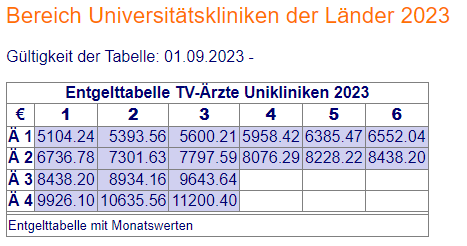 Bereich Universitätskliniken der Länder 2023
Gültigkeit der Tabelle: 01.09.2023 -
Entgelttabelle TV-Ärzte Unikliniken 2023
€ 1 2 3 4 5 6
Ä 1 5104.24 5393.56 5600.21 5958.42 6385.47 6552.04
Ä 2 6736.78 7301.63 7797.59 8076.29 8228.22 8438.20
Ä 3 8438.20 8934.16 9643.64
Ä 4 9926.10 10635.56 11200.40
Entgelttabelle mit Monatswerten